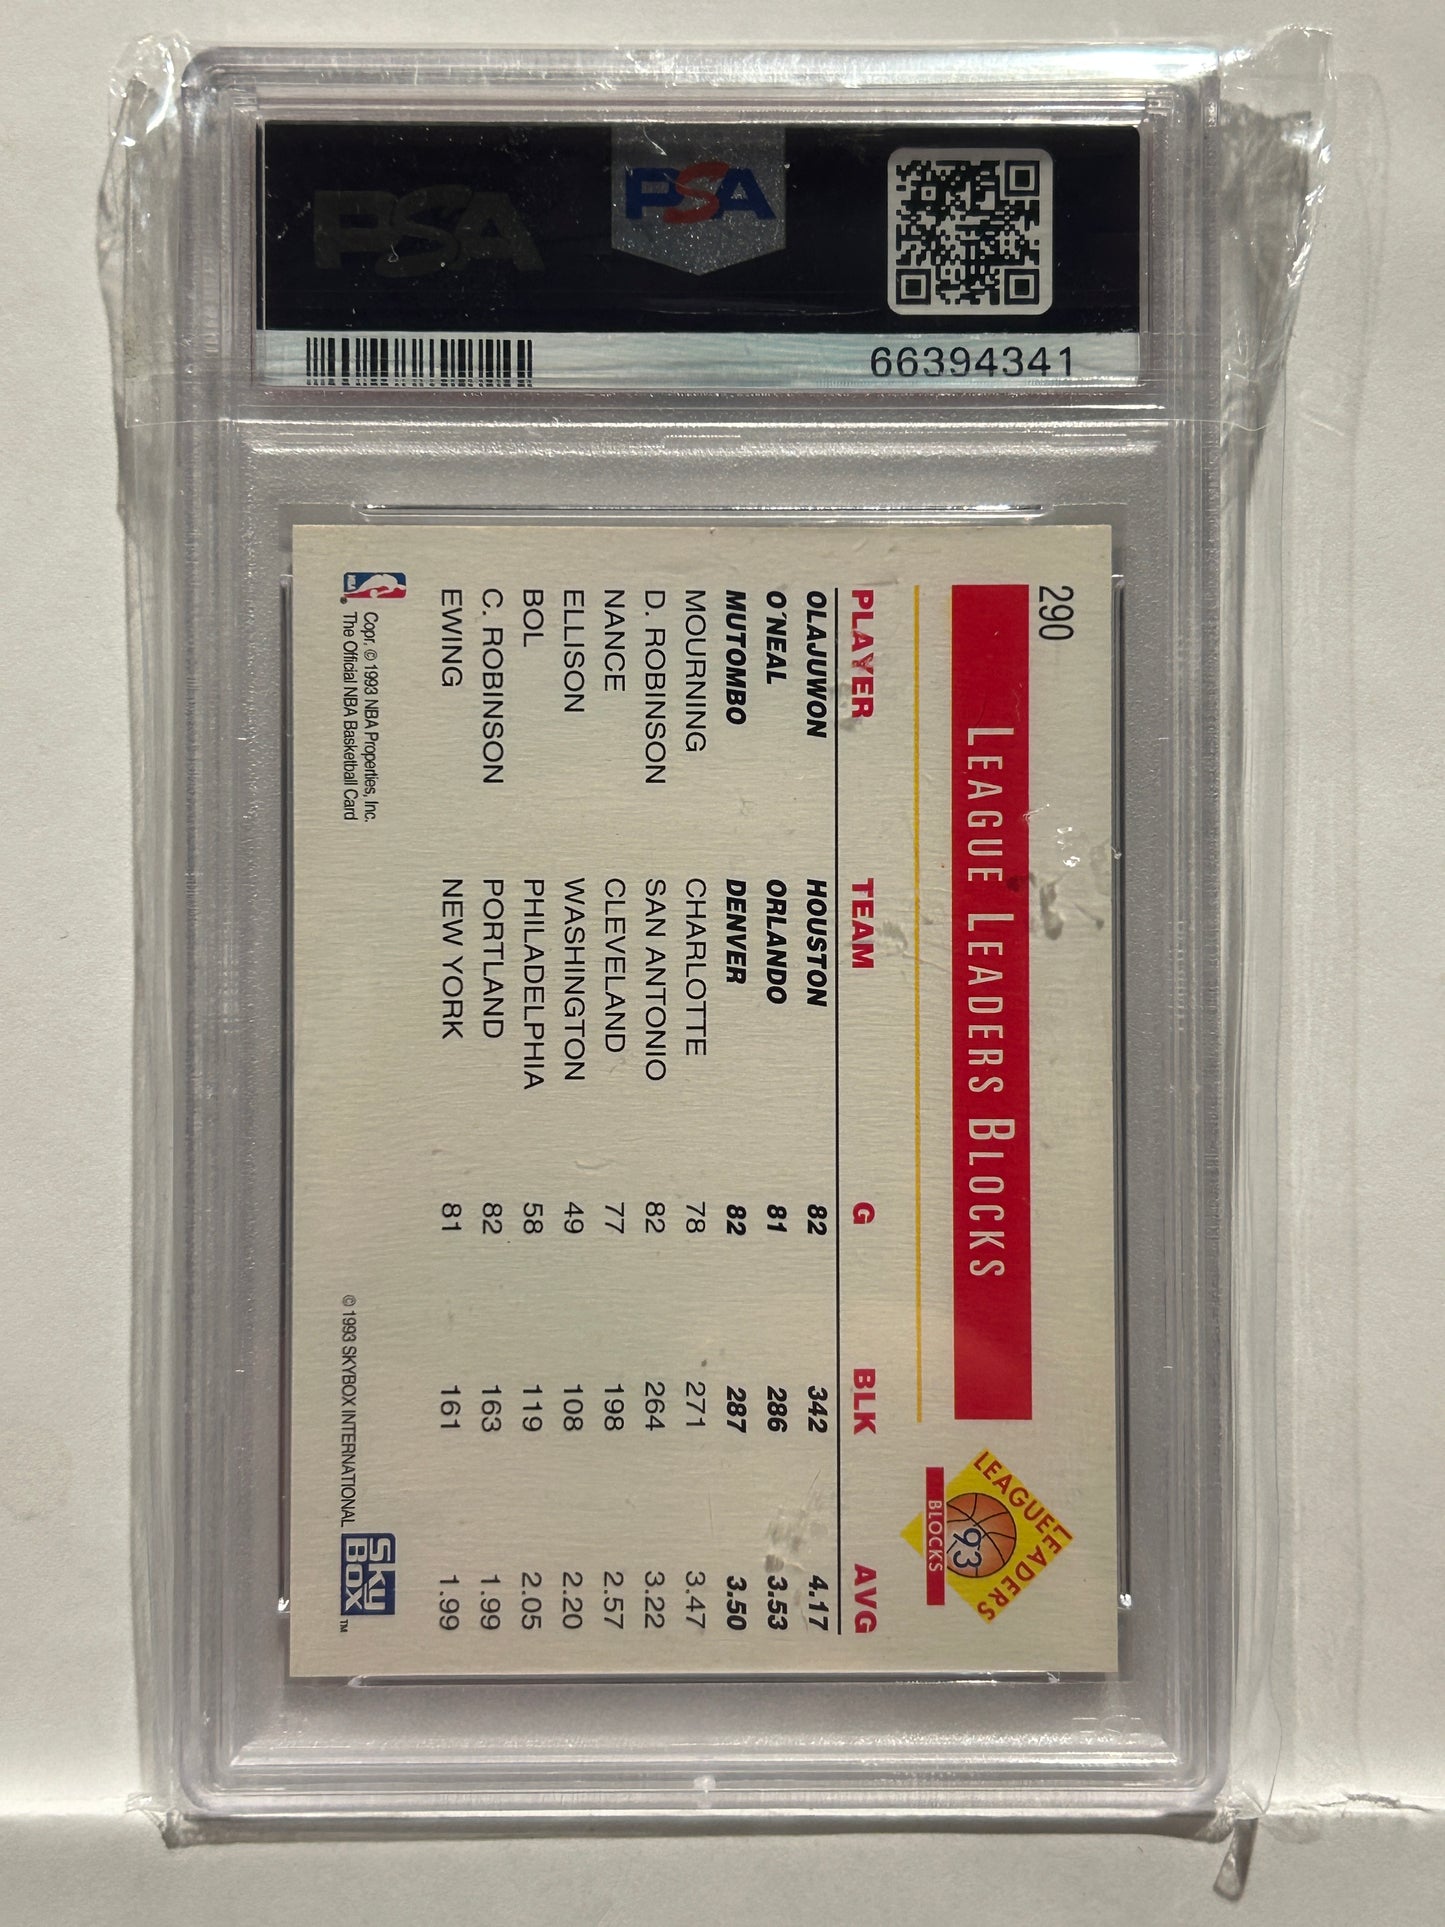 PSA
PSA
66394341
290
LEAGUE LEADERS BLOCKS
LEAGUE LEADERS
93
BLOCKS
PLAYER TEAM G BLK AVG
OLAJUWON HOUSTON 82 342 4.17
O'NEAL ORLANDO 81 286 3.53
MUTOMBO DENVER 82 287 3.50
MOURNING CHARLOTTE 78 271 3.47
D. ROBINSON SAN ANTONIO 82 264 3.22
NANCE CLEVELAND 77 198 2.57
ELLISON WASHINGTON 49 108 2.20
BOL PHILADELPHIA 58 119 2.05
C. ROBINSON PORTLAND 82 163 1.99
EWING NEW YORK 81 161 1.99
NBA
®
Copr. © 1993 NBA Properties, Inc.
The Official NBA Basketball Card
© 1993 SKYBOX INTERNATIONAL
SkyBox™